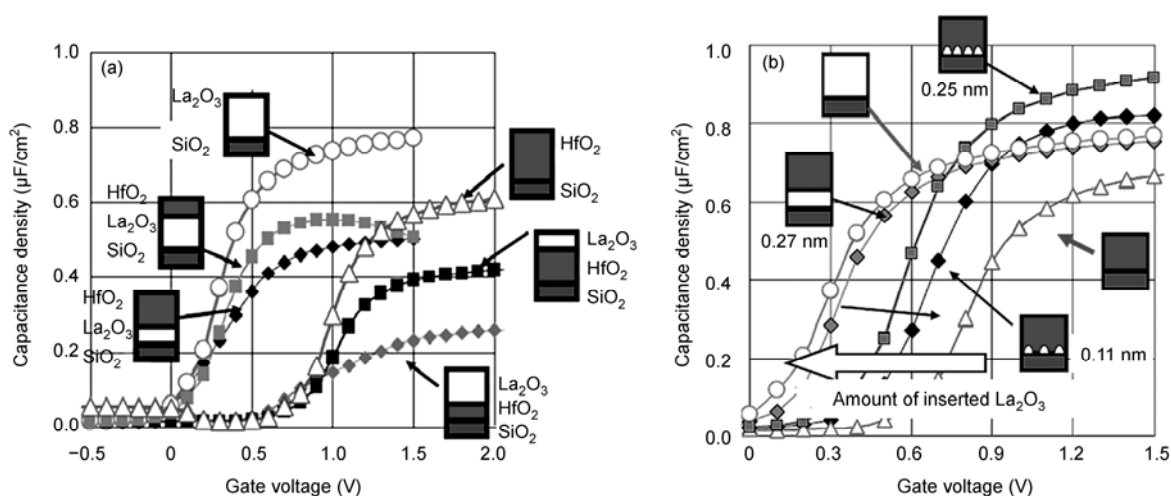 (a)
Capacitance density (µF/cm²)
1.0
0.8
0.6
0.4
0.2
0.0
−0.5
0
0.5
1.0
1.5
2.0
Gate voltage (V)
La₂O₃
SiO₂
HfO₂
La₂O₃
SiO₂
HfO₂
La₂O₃
SiO₂
HfO₂
SiO₂
La₂O₃
HfO₂
SiO₂
La₂O₃
HfO₂
SiO₂
(b)
Capacitance density (µF/cm²)
1.0
0.8
0.6
0.4
0.2
0.0
0
0.3
0.6
0.9
1.2
1.5
Gate voltage (V)
0.25 nm
0.27 nm
0.11 nm
Amount of inserted La₂O₃